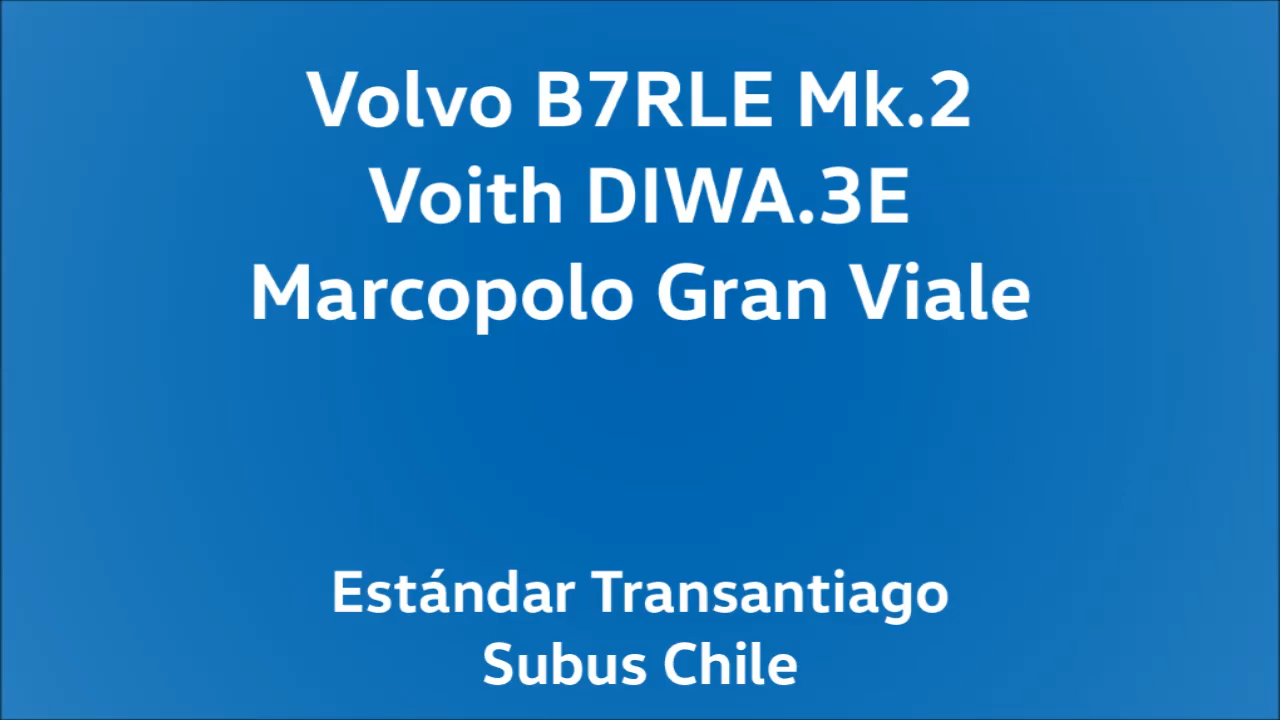 Volvo B7RLE Mk.2
Voith DIWA.3E
Marcopolo Gran Viale
Estándar Transantiago
Subus Chile